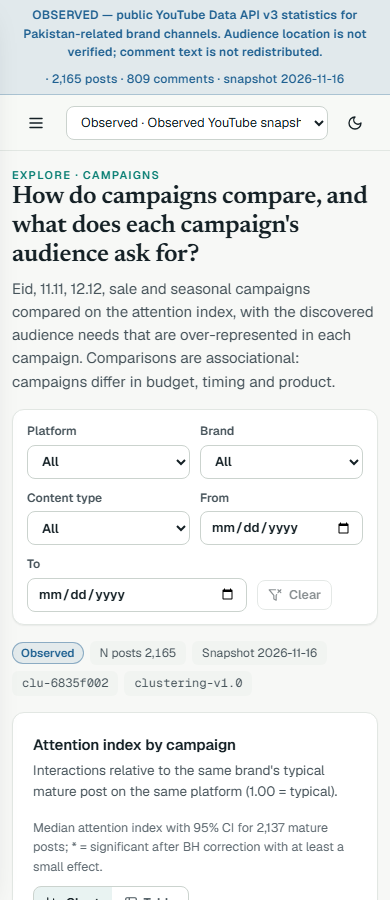 OBSERVED — public YouTube Data API v3 statistics for
Pakistan-related brand channels. Audience location is not
verified; comment text is not redistributed.
· 2,165 posts · 809 comments · snapshot 2026-11-16
Observed · Observed YouTube snapsh
EXPLORE · CAMPAIGNS
How do campaigns compare, and
what does each campaign's
audience ask for?
Eid, 11.11, 12.12, sale and seasonal campaigns
compared on the attention index, with the discovered
audience needs that are over-represented in each
campaign. Comparisons are associational:
campaigns differ in budget, timing and product.
Platform Brand
All All
Content type From
All mm/dd/yyyy
To
mm/dd/yyyy Clear
Observed N posts 2,165 Snapshot 2026-11-16
clu-6835f002 clustering-v1.0
Attention index by campaign
Interactions relative to the same brand's typical
mature post on the same platform (1.00 = typical).
Median attention index with 95% CI for 2,137 mature
posts; * = significant after BH correction with at least a
small effect.